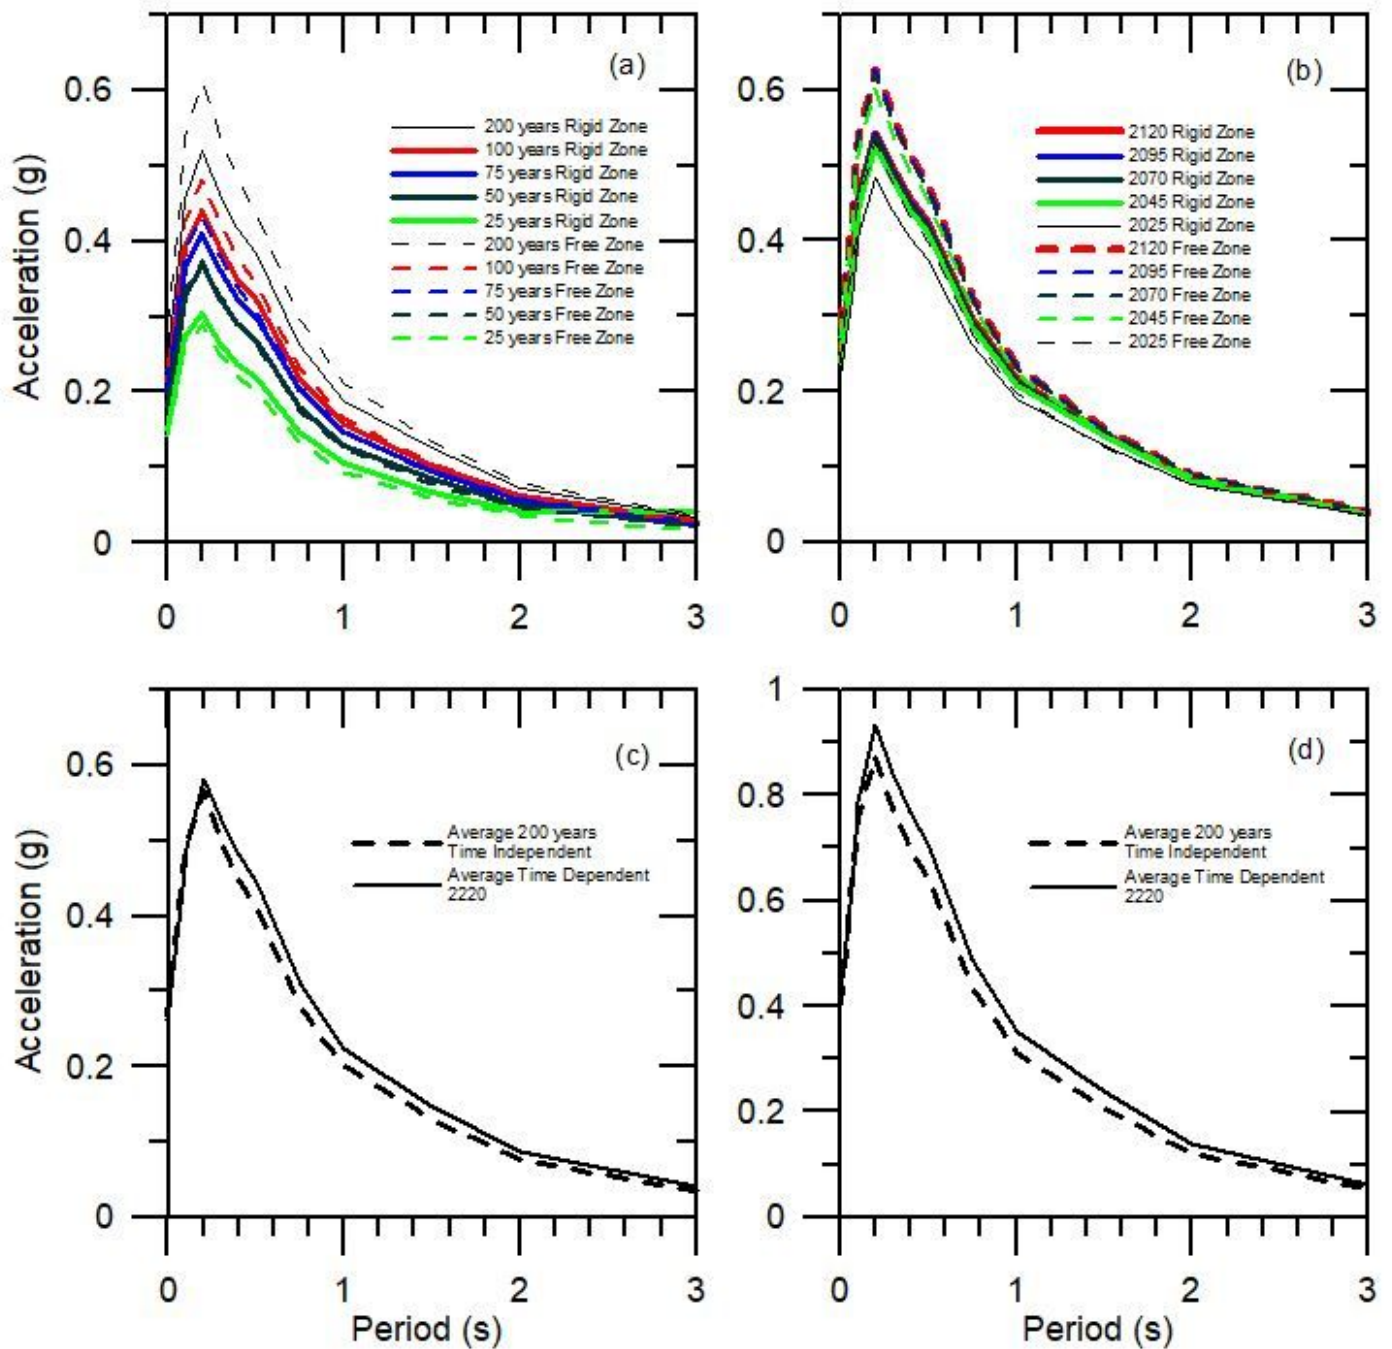 (a)
0.6
0.4
0.2
0
Acceleration (g)
200 years Rigid Zone
100 years Rigid Zone
75 years Rigid Zone
50 years Rigid Zone
25 years Rigid Zone
200 years Free Zone
100 years Free Zone
75 years Free Zone
50 years Free Zone
25 years Free Zone
0 1 2 3
(b)
0.6
0.4
0.2
0
2120 Rigid Zone
2095 Rigid Zone
2070 Rigid Zone
2045 Rigid Zone
2025 Rigid Zone
2120 Free Zone
2095 Free Zone
2070 Free Zone
2045 Free Zone
2025 Free Zone
0 1 2 3
(c)
0.6
0.4
0.2
0
Acceleration (g)
Average 200 years
Time Independent
Average Time Dependent
2220
0 1 2 3
Period (s)
(d)
1
0.8
0.6
0.4
0.2
0
Average 200 years
Time Independent
Average Time Dependent
2220
0 1 2 3
Period (s)